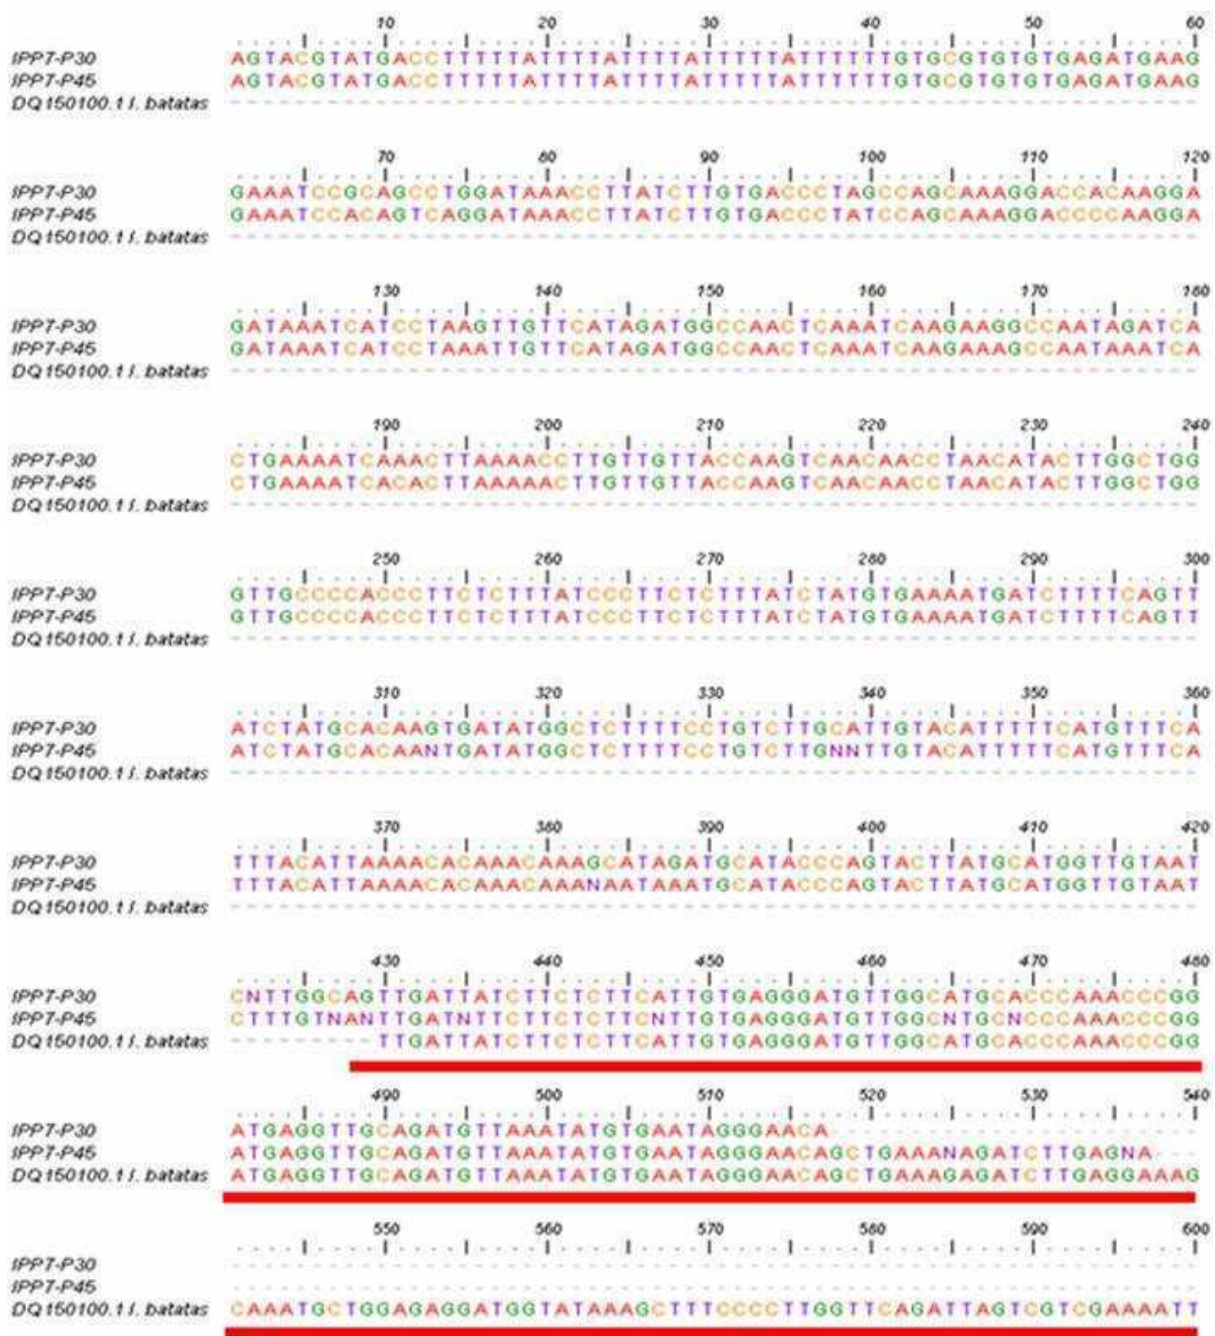 10 20 30 40 50 60
IPP7-P30 AGTACGTATGACCTTTTTATTTTATTTTATTTTTATTTTTTGTGCGTGTGTGAGATGAAG
IPP7-P45 AGTACGTATGACCTTTTTATTTTATTTTATTTTTATTTTTTTGTGCGTGTGTGAGATGAAG
DQ150100.1 I. batatas ------------------------------------------------------------
70 80 90 100 110 120
IPP7-P30 GAAATCCGCAGCCTGGATAAACCTTATCTTGTGACCCTAGCCAGCAAAGGACCACAAGGA
IPP7-P45 GAAATCCACAGTCAGGATAAACCTTATCTTGTGACCCTATCCAGCAAAGGACCCCAAGGA
DQ150100.1 I. batatas ------------------------------------------------------------
130 140 150 160 170 180
IPP7-P30 GATAAATCATCCTAAGTTGTTCATAGATGGCCAACTCAAATCAAGAAGGCCAATAGATCA
IPP7-P45 GATAAATCATCCTAAATTGTTCATAGATGGCCAACTCAAATCAAGAAAGCCAATAAATCA
DQ150100.1 I. batatas ------------------------------------------------------------
190 200 210 220 230 240
IPP7-P30 CTGAAAATCAAACTTAAAACCTTGTTGTTACCAAGTCAACAACCTAACATACTTGGCTGG
IPP7-P45 CTGAAAATCACACTTAAAAACTTGTTGTTACCAAGTCAACAACCTAACATACTTGGCTGG
DQ150100.1 I. batatas ------------------------------------------------------------
250 260 270 280 290 300
IPP7-P30 GTTGCCCCACCCTTCTCTTTATCCCTTCTCTTTATCTATGTGAAAATGATCTTTTCAGTT
IPP7-P45 GTTGCCCCACCCTTCTCTTTATCCCTTCTCTTTATCTATGTGAAAATGATCTTTTCAGTT
DQ150100.1 I. batatas ------------------------------------------------------------
310 320 330 340 350 360
IPP7-P30 ATCTATGCACAAGTGATATGGCTCTTTTCCTGTCTTGCATTGTACATTTTTCATGTTTCA
IPP7-P45 ATCTATGCACAANTGATATGGCTCTTTTCCTGTCTTGNNTTGTACATTTTTCATGTTTCA
DQ150100.1 I. batatas ------------------------------------------------------------
370 380 390 400 410 420
IPP7-P30 TTTACATTAAAACACAAACAAAGCATAGATGCATACCCAGTACTTATGCATGGTTGTAAT
IPP7-P45 TTTACATTAAAACACAAACAAANAATAAATGCATACCCAGTACTTATGCATGGTTGTAAT
DQ150100.1 I. batatas ------------------------------------------------------------
430 440 450 460 470 480
IPP7-P30 CNTTGGCAGTTGATTATCTTCTCTTCATTGTGAGGGATGTTGGCATGCACCCAAACCCGG
IPP7-P45 CTTTGTNANTTGATNTTCTTCTCTTCNTTGTGAGGGATGTTGGCNTGCNCCCAAACCCGG
DQ150100.1 I. batatas ---------TTGATTATCTTCTCTTCATTGTGAGGGATGTTGGCATGCACCCAAACCCGG
490 500 510 520 530 540
IPP7-P30 ATGAGGTTGCAGATGTTAAATATGTGAATAGGGAACA-----------------------
IPP7-P45 ATGAGGTTGCAGATGTTAAATATGTGAATAGGGAACAGCTGAAANAGATCTTGAGNA---
DQ150100.1 I. batatas ATGAGGTTGCAGATGTTAAATATGTGAATAGGGAACAGCTGAAAGAGATCTTGAGGAAAG
550 560 570 580 590 600
IPP7-P30 ------------------------------------------------------------
IPP7-P45 ------------------------------------------------------------
DQ150100.1 I. batatas CAAATGCTGGAGAGGATGGTATAAAGCTTTCCCCTTGGTTCAGATTAGTCGTCGAAAATT